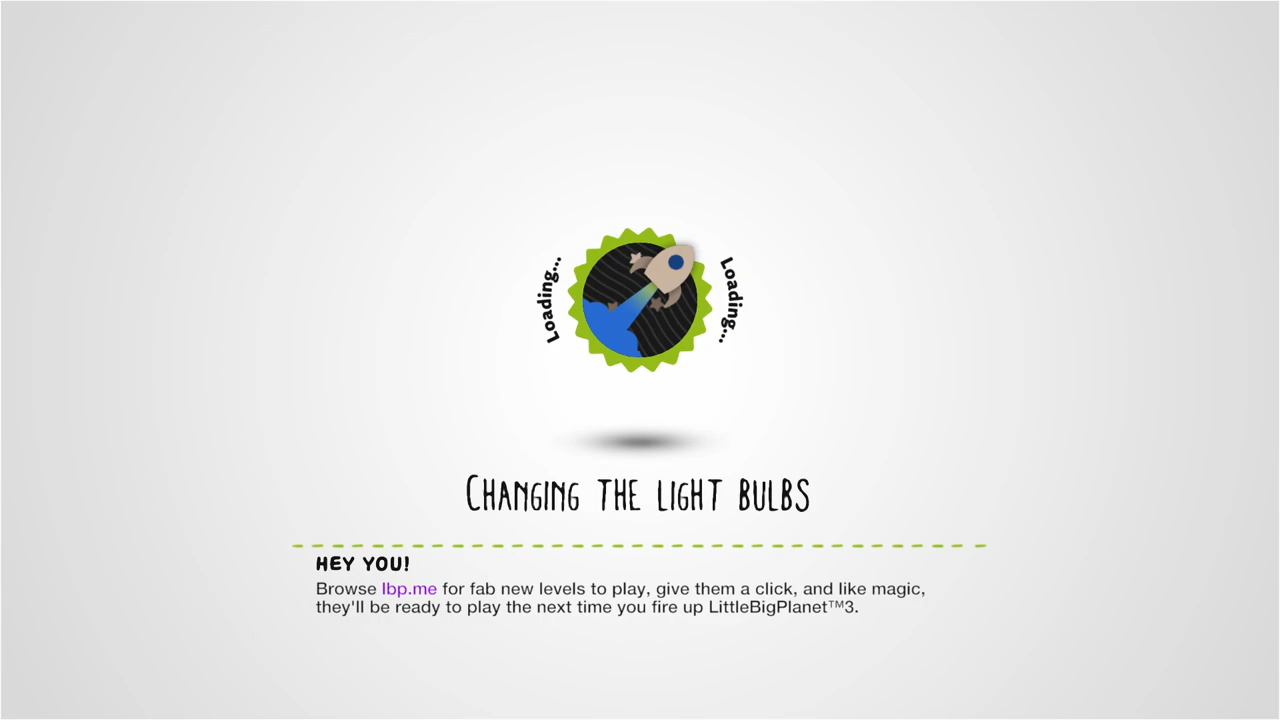 Loading...
Loading...
Changing the light bulbs
HEY YOU!
Browse lbp.me for fab new levels to play, give them a click, and like magic,
they'll be ready to play the next time you fire up LittleBigPlanet™3.